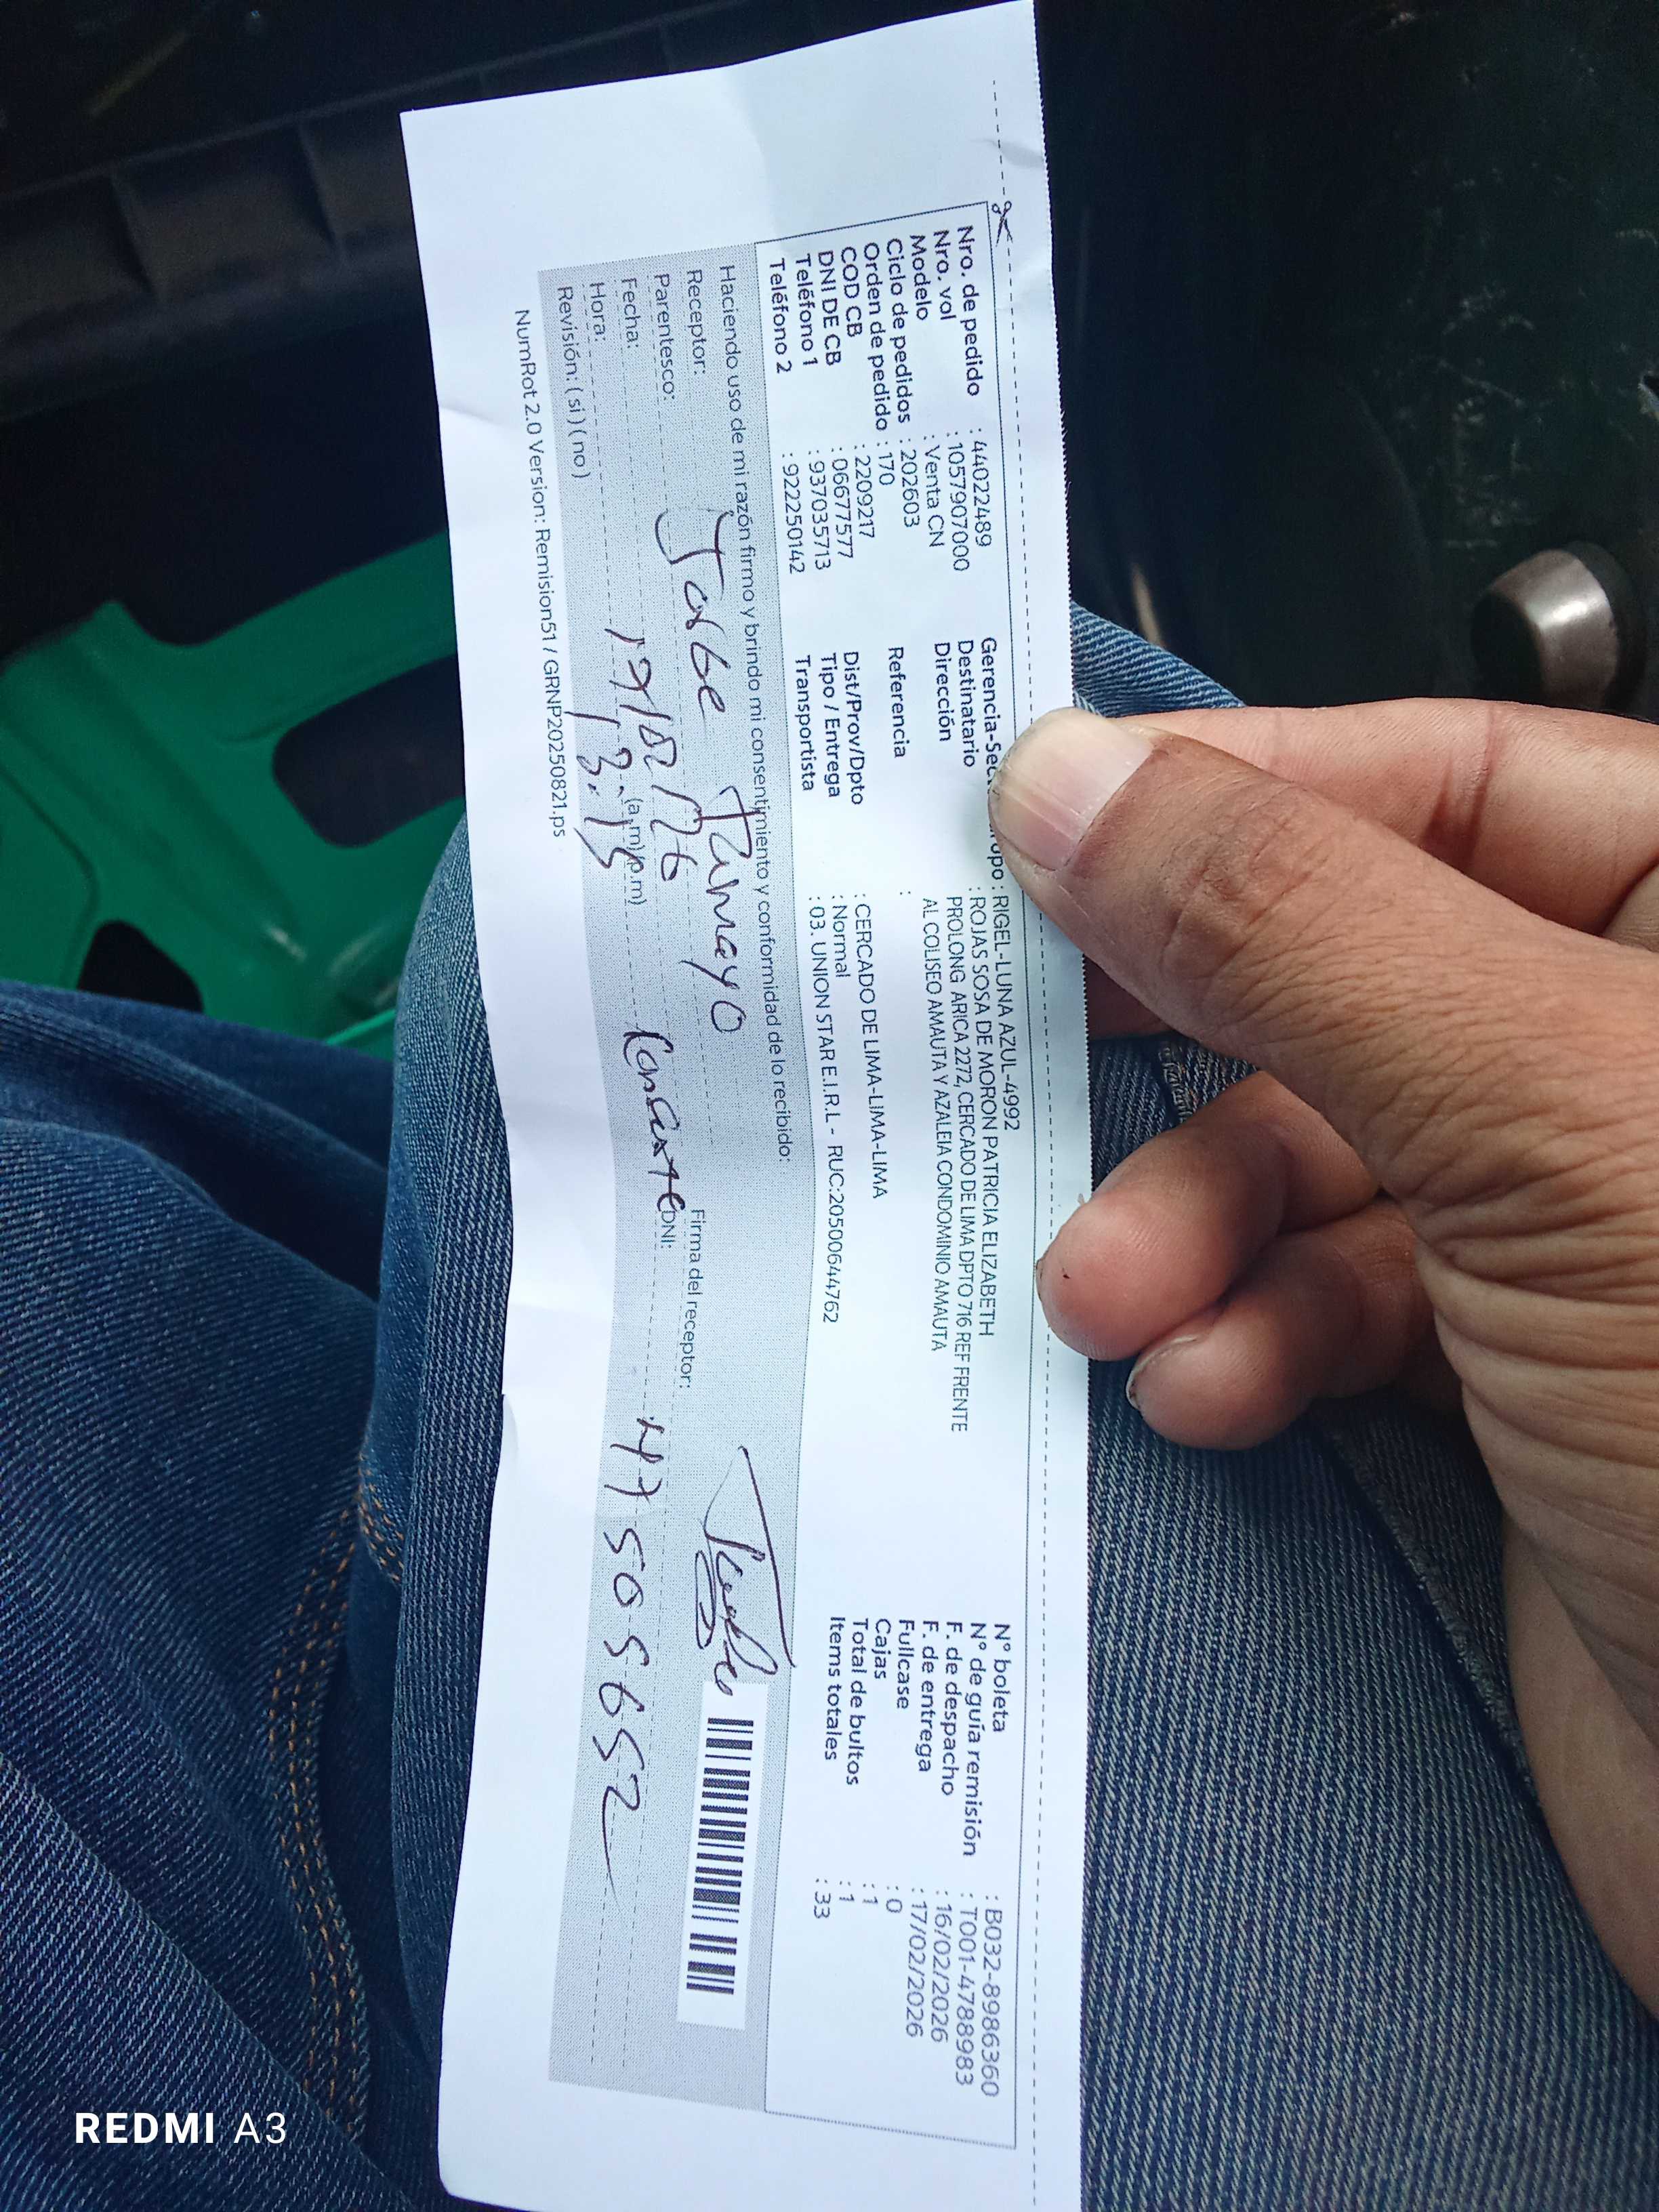 Nro. de pedido : 44022489
Nro. vol : 1057907000
Modelo : Venta CN
Ciclo de pedidos : 202603
Orden de pedido : 170
COD CB : 2209217
DNI DE CB : 06677577
Teléfono 1 : 937035713
Teléfono 2 : 922250142
Gerencia-Sec : RIGEL-LUNA AZUL-4992
Destinatario : ROJAS SOSA DE MORON PATRICIA ELIZABETH
Dirección PROLONG ARICA 2272, CERCADO DE LIMA DPTO 716 REF FRENTE
AL COLISEO AMAUTA Y AZALEIA CONDOMINIO AMAUTA
Referencia :
Dist/Prov/Dpto : CERCADO DE LIMA-LIMA-LIMA
Tipo / Entrega : Normal
Transportista : 03. UNION STAR E.I.R.L - RUC:20500644762
N° boleta : B032-8986360
N° de guía remisión : T001-4788983
F. de despacho : 16/02/2026
F. de entrega : 17/02/2026
Fullcase : 0
Cajas : 1
Total de bultos : 1
Items totales : 33
Haciendo uso de mi razón firmo y brindo mi consentimiento y conformidad de lo recibido:
Receptor: Jorge Tamayo Firma del receptor:
Parentesco: DNI: 47505652
Fecha: 17/02/26
Hora: 13:15 (a.m)(p.m)
Revisión: ( si ) ( no )
NumRot 2.0 Version: Remision51 / GRNP20250821.ps
REDMI A3